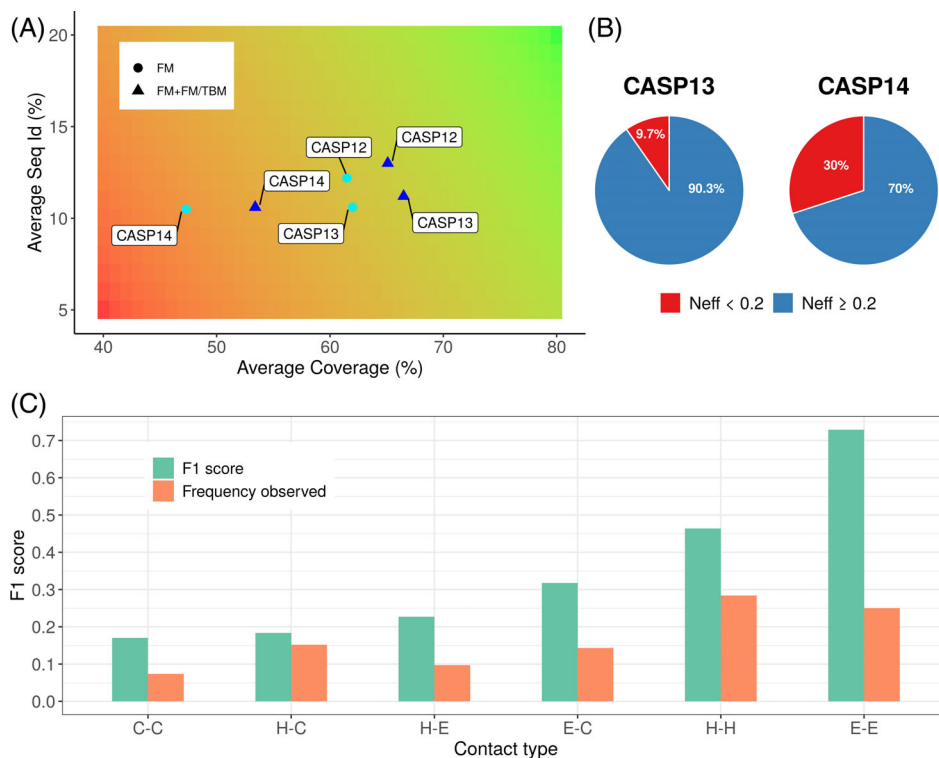 (A)
Average Seq Id (%)
20
15
10
5
FM
FM+FM/TBM
CASP12
CASP12
CASP14
CASP14
CASP13
CASP13
40 50 60 70 80
Average Coverage (%)
(B)
CASP13 CASP14
9.7%
90.3%
30%
70%
Neff < 0.2 Neff ≥ 0.2
(C)
F1 score
0.7
0.6
0.5
0.4
0.3
0.2
0.1
0.0
F1 score
Frequency observed
C-C H-C H-E E-C H-H E-E
Contact type